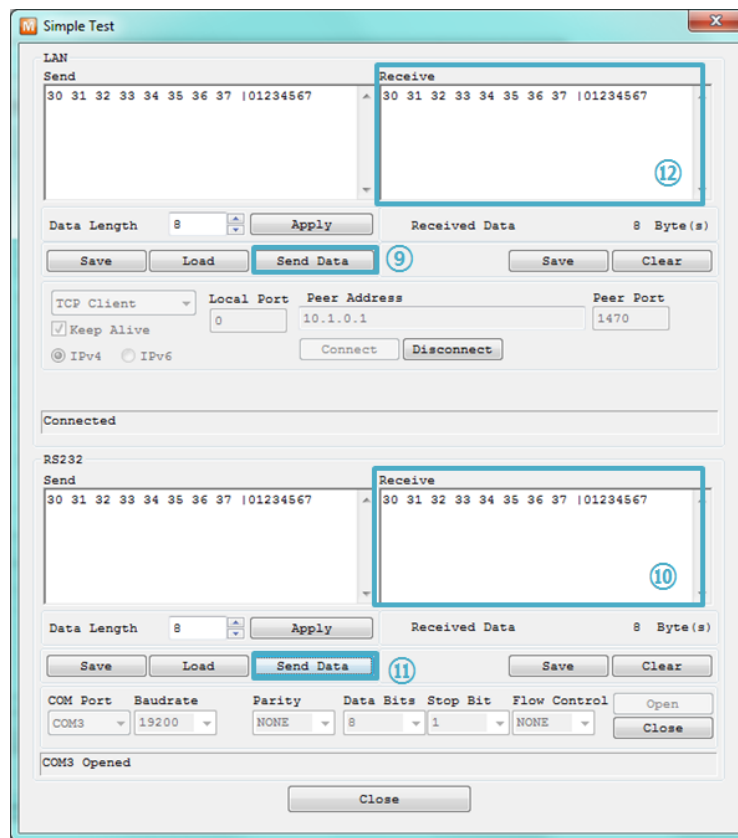 M Simple Test x
LAN
Send Receive
30 31 32 33 34 35 36 37 |01234567 30 31 32 33 34 35 36 37 |01234567
⑫
Data Length 8 Apply Received Data 8 Byte(s)
Save Load Send Data ⑨ Save Clear
TCP Client Local Port Peer Address Peer Port
Keep Alive 0 10.1.0.1 1470
IPv4 IPv6 Connect Disconnect
Connected
RS232
Send Receive
30 31 32 33 34 35 36 37 |01234567 30 31 32 33 34 35 36 37 |01234567
⑩
Data Length 8 Apply Received Data 8 Byte(s)
Save Load Send Data ⑪ Save Clear
COM Port Baudrate Parity Data Bits Stop Bit Flow Control Open
COM3 19200 NONE 8 1 NONE Close
COM3 Opened
Close